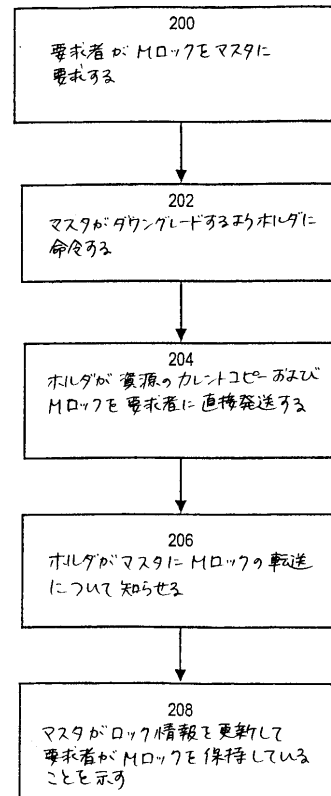 200
要求者がMロックをマスタに
要求する
202
マスタがダウングレードするようホルダに
命令する
204
ホルダが資源のカレントコピーおよび
Mロックを要求者に直接発送する
206
ホルダがマスタにMロックの転送
について知らせる
208
マスタがロック情報を更新して
要求者がMロックを保持している
ことを示す